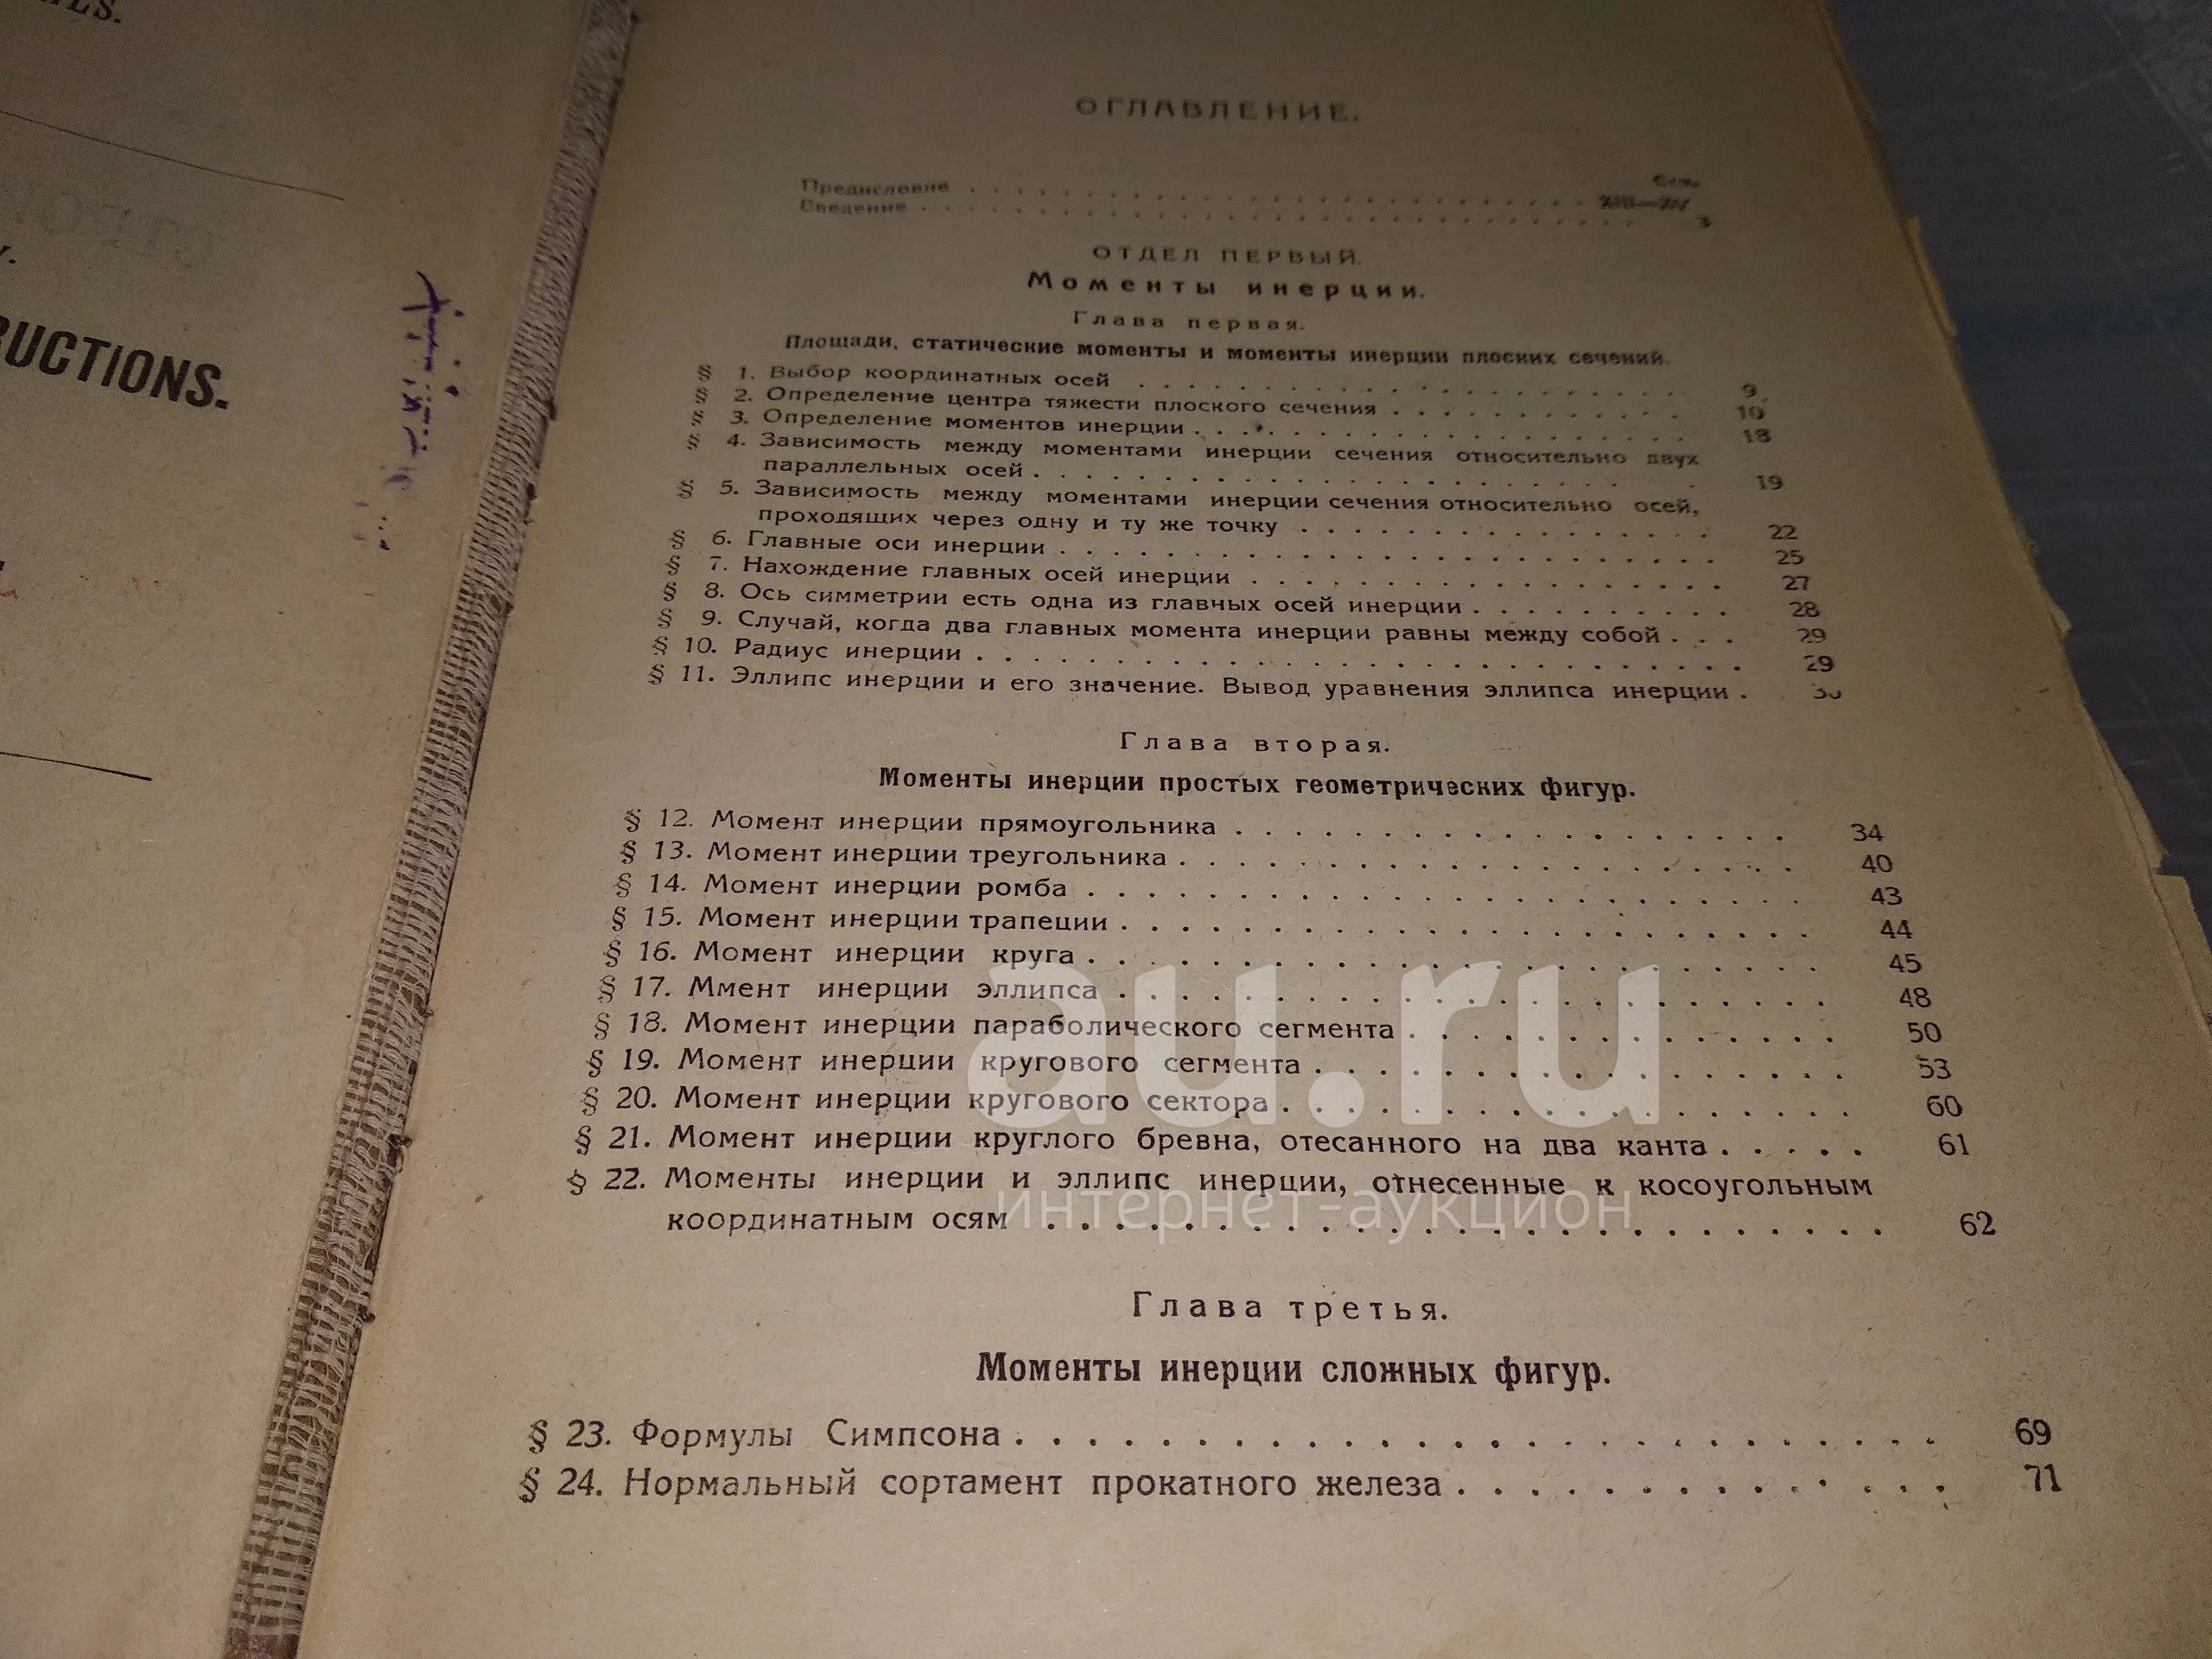 UCTIONS.
ОГЛАВЛЕНИЕ.
Стр.
Предисловие . . . . . . . . . . . . . . . . . . . . XIII—XIV
Сведение . . . . . . . . . . . . . . . . . . . . 3
ОТДЕЛ ПЕРВЫЙ.
Моменты инерции.
Глава первая.
Площади, статические моменты и моменты инерции плоских сечений.
§ 1. Выбор координатных осей . . . . . . . . . . . . . . . . 9
§ 2. Определение центра тяжести плоского сечения . . . . . . . . . . . 10
§ 3. Определение моментов инерции . . . . . . . . . . . . . . . . 18
§ 4. Зависимость между моментами инерции сечения относительно двух
параллельных осей . . . . . . . . . . . . . . . . . . 19
§ 5. Зависимость между моментами инерции сечения относительно осей,
проходящих через одну и ту же точку . . . . . . . . . . . . . 22
§ 6. Главные оси инерции . . . . . . . . . . . . . . . . . . 25
§ 7. Нахождение главных осей инерции . . . . . . . . . . . . . . 27
§ 8. Ось симметрии есть одна из главных осей инерции . . . . . . . . . . 28
§ 9. Случай, когда два главных момента инерции равны между собой . . . 29
§ 10. Радиус инерции . . . . . . . . . . . . . . . . . . . . 29
§ 11. Эллипс инерции и его значение. Вывод уравнения эллипса инерции .
Глава вторая.
Моменты инерции простых геометрических фигур.
§ 12. Момент инерции прямоугольника . . . . . . . . . . . . . . . . 34
§ 13. Момент инерции треугольника . . . . . . . . . . . . . . . . . 40
§ 14. Момент инерции ромба . . . . . . . . . . . . . . . . . . . 43
§ 15. Момент инерции трапеции . . . . . . . . . . . . . . . . . . 44
§ 16. Момент инерции круга . . . . . . . . . . . . . . . . . . . 45
§ 17. Ммент инерции эллипса . . . . . . . . . . . . . . . . . . . 48
§ 18. Момент инерции параболического сегмента . . . . . . . . . . . . 50
§ 19. Момент инерции кругового сегмента . . . . . . . . . . . . . . . 53
§ 20. Момент инерции кругового сектора . . . . . . . . . . . . . . . . 60
§ 21. Момент инерции круглого бревна, отесанного на два канта . . . . . 61
§ 22. Моменты инерции и эллипс инерции, отнесенные к косоугольным
координатным осям . . . . . . . . . . . . . . . . . . . 62
Глава третья.
Моменты инерции сложных фигур.
§ 23. Формулы Симпсона . . . . . . . . . . . . . . . . . . . . . . 69
§ 24. Нормальный сортамент прокатного железа . . . . . . . . . . . . . 71
au.ru
интернет-аукцион